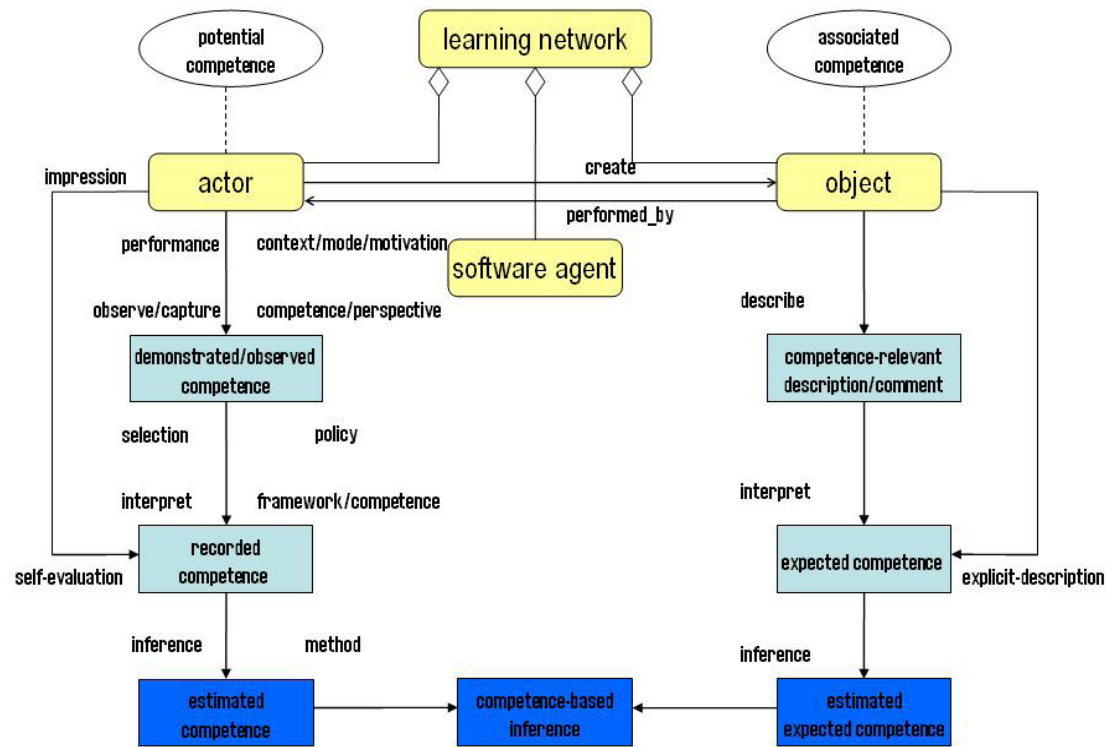 potential
competence
learning network
associated
competence
impression
actor
create
object
performed_by
performance
context/mode/motivation
software agent
observe/capture
competence/perspective
describe
demonstrated/observed
competence
competence-relevant
description/comment
selection
policy
interpret
framework/competence
interpret
recorded
competence
expected competence
self-evaluation
explicit-description
inference
method
inference
estimated
competence
competence-based
inference
estimated
expected competence